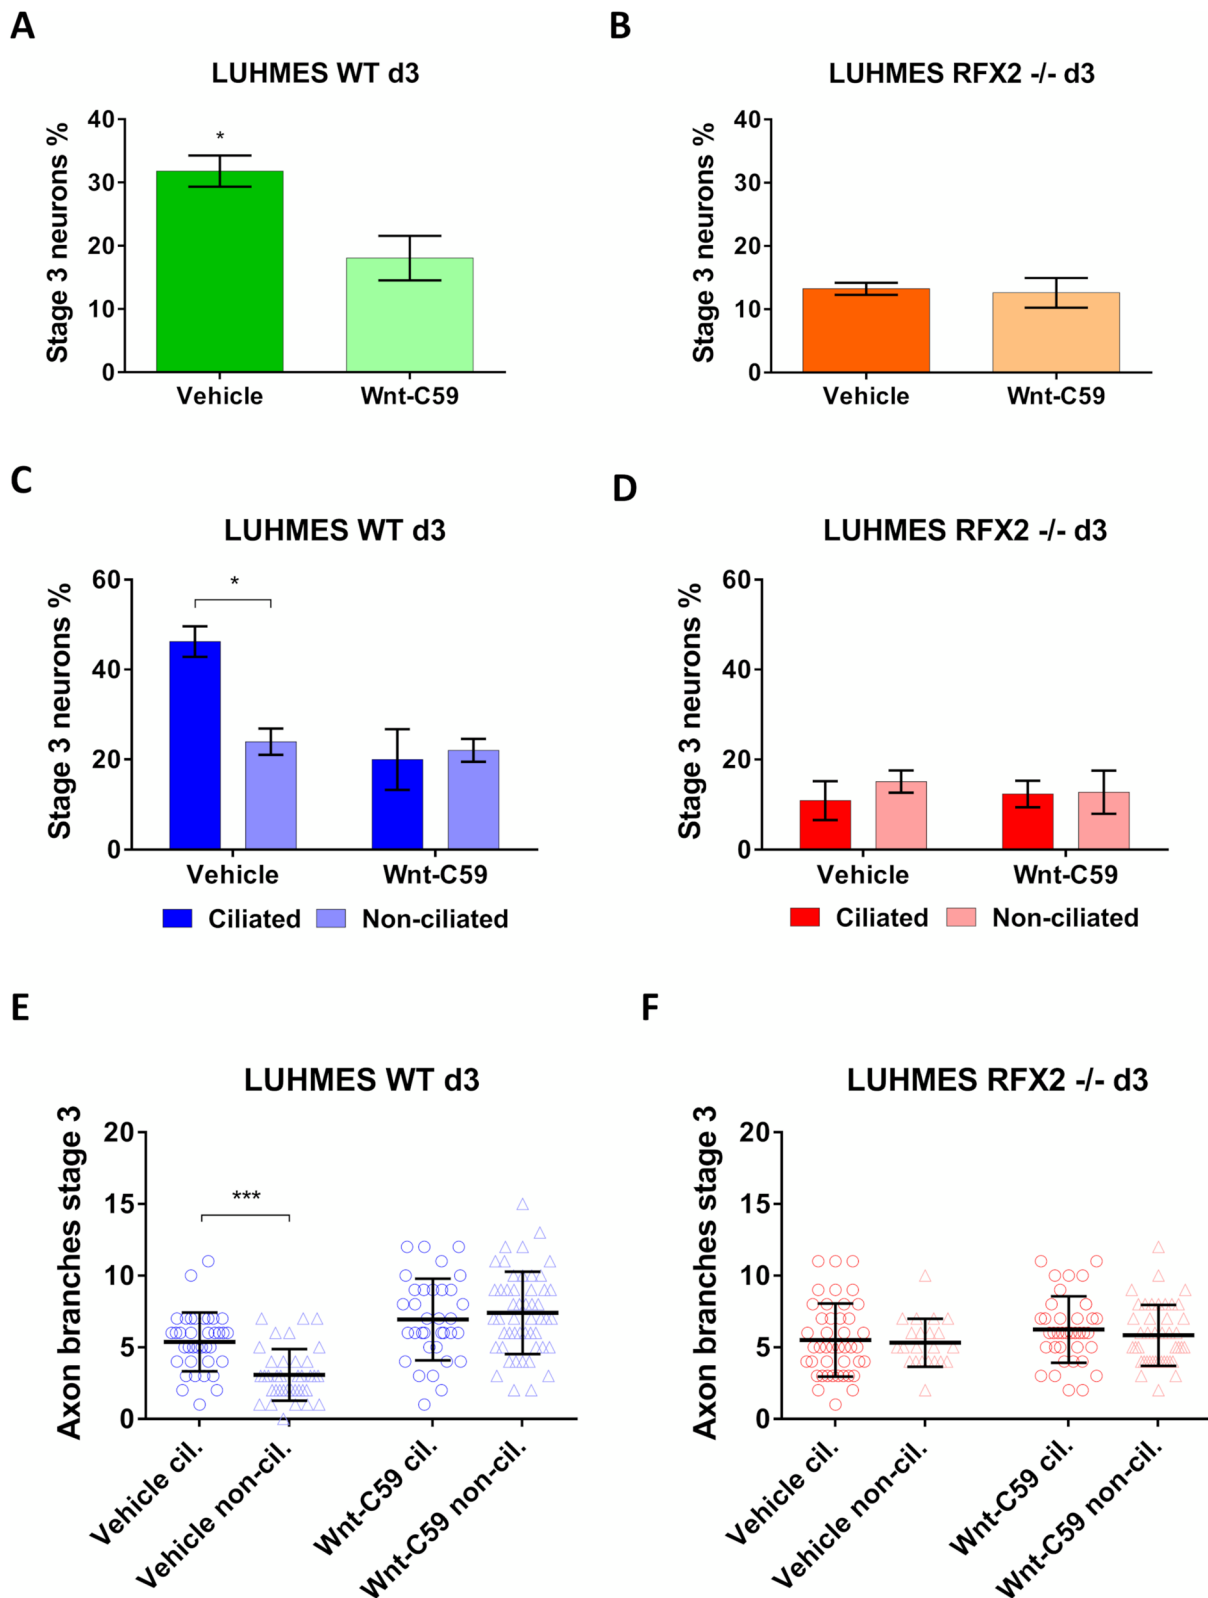 A
LUHMES WT d3
Stage 3 neurons %
40
30
20
10
0
*
Vehicle
Wnt-C59
B
LUHMES RFX2 -/- d3
Stage 3 neurons %
40
30
20
10
0
Vehicle
Wnt-C59
C
LUHMES WT d3
Stage 3 neurons %
60
40
20
0
*
Vehicle
Wnt-C59
Ciliated
Non-ciliated
D
LUHMES RFX2 -/- d3
Stage 3 neurons %
60
40
20
0
Vehicle
Wnt-C59
Ciliated
Non-ciliated
E
LUHMES WT d3
Axon branches stage 3
20
15
10
5
0
***
Vehicle cil.
Vehicle non-cil.
Wnt-C59 cil.
Wnt-C59 non-cil.
F
LUHMES RFX2 -/- d3
Axon branches stage 3
20
15
10
5
0
Vehicle cil.
Vehicle non-cil.
Wnt-C59 cil.
Wnt-C59 non-cil.